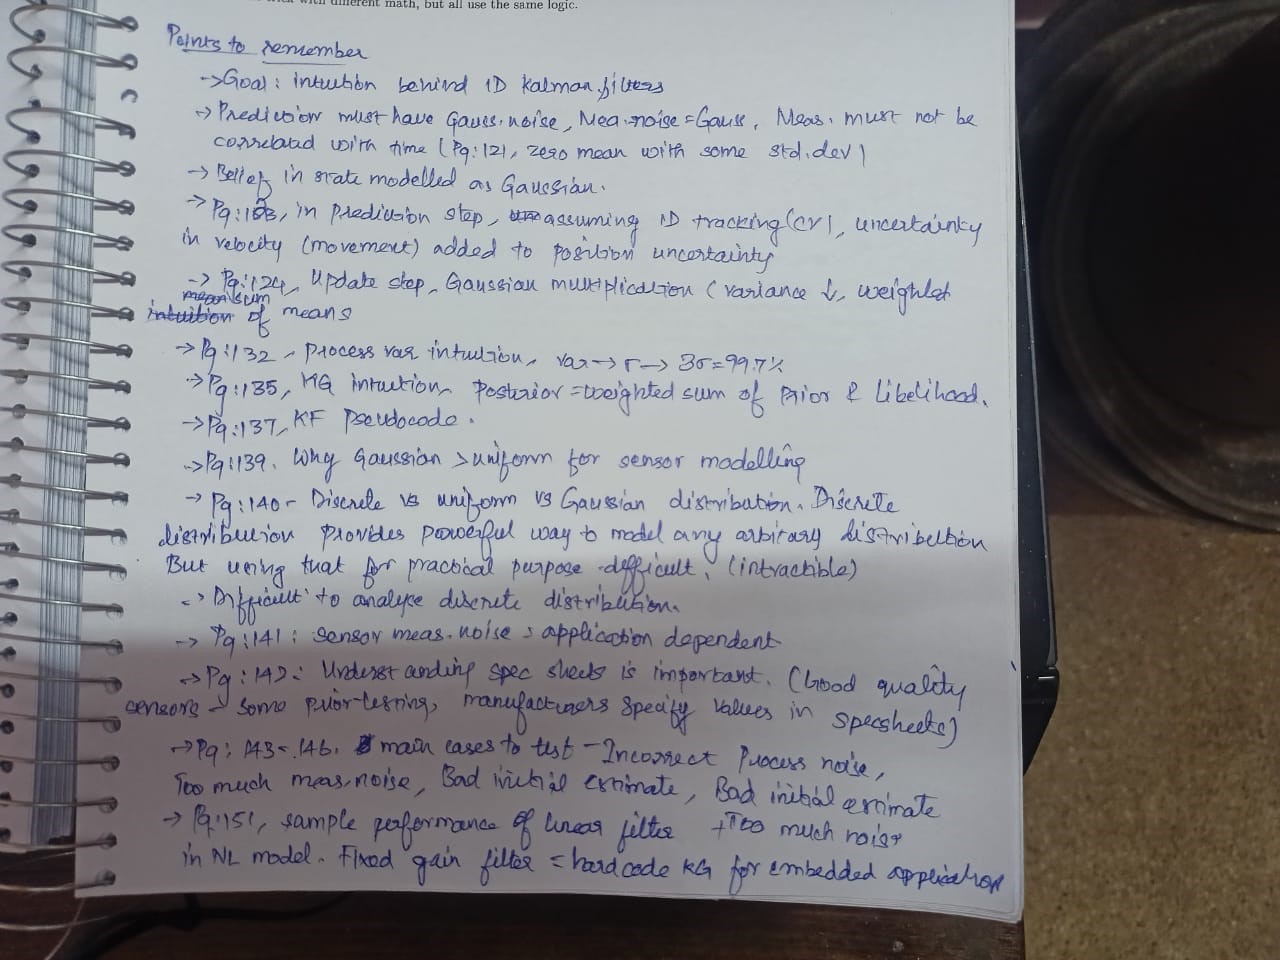 with different math, but all use the same logic.
Points to remember
→ Goal: intuition behind 1D Kalman filters
→ Prediction must have Gauss. noise, Mea. noise = Gauss, Meas. must not be
correlated with time (Pg: 121, zero mean with some std. dev)
→ Belief in state modelled as Gaussian.
→ Pg: in prediction step, assuming 1D tracking (CV), uncertainty
in velocity (movement) added to position uncertainty
→ Pg: 124, Update step, Gaussian multiplication (variance ↓, weighted
sum
of means
→ Pg: 132, process var intuition, var → σ → 3σ = 99.7%
→ Pg: 135, KG intuition, Posterior = weighted sum of Prior & Likelihood.
→ Pg: 137, KF Pseudocode.
→ Pg: 139. Why Gaussian > uniform for sensor modelling
→ Pg: 140 - Discrete vs uniform vs Gaussian distribution. Discrete
distribution provides powerful way to model any arbitrary distribution
But using that for practical purpose difficult. (intractible)
→ Difficult to analyse discrete distribution.
→ Pg: 141: sensor meas. noise: application dependent
→ Pg: 142: Understanding spec sheets is important. (Good quality
sensors - some prior testing, manufacturers specify values in specsheets)
→ Pg: 143-146. main cases to test - Incorrect Process noise,
Too much meas. noise, Bad initial estimate, Bad initial estimate
+ Too much noise
→ Pg: 151, sample performance of linear filter
in NL model. Fixed gain filter = hardcode KG for embedded application